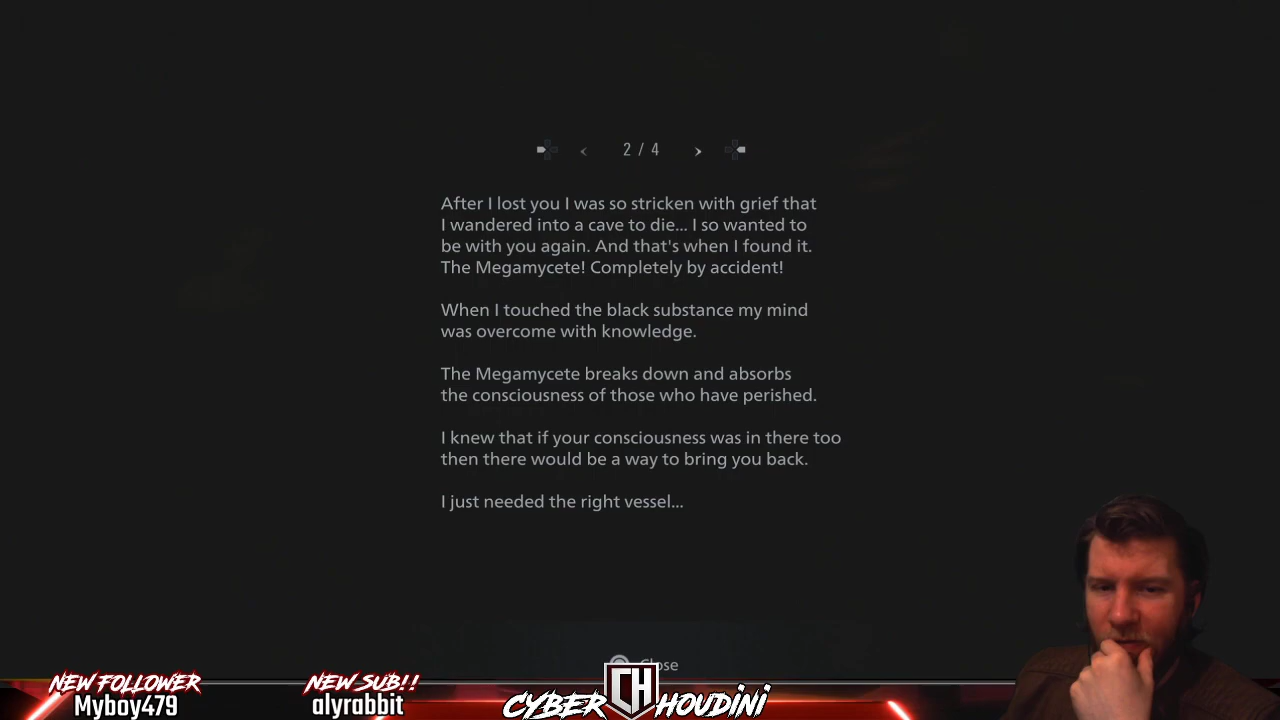 2 / 4
After I lost you I was so stricken with grief that
I wandered into a cave to die... I so wanted to
be with you again. And that's when I found it.
The Megamycete! Completely by accident!
When I touched the black substance my mind
was overcome with knowledge.
The Megamycete breaks down and absorbs
the consciousness of those who have perished.
I knew that if your consciousness was in there too
then there would be a way to bring you back.
I just needed the right vessel...
Close
NEW FOLLOWER
Myboy479
NEW SUB!!
alyrabbit
CYBER CH HOUDINI